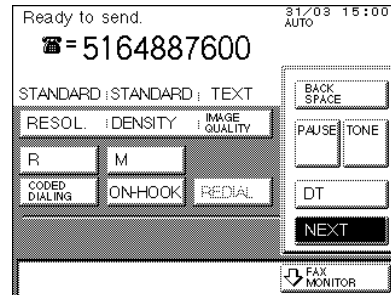 Ready to send.
31/03 15:00
AUTO
☎=5164887600
STANDARD STANDARD TEXT
RESOL. DENSITY IMAGE QUALITY
R M
CODED DIALING ON-HOOK REDIAL
BACK SPACE
PAUSE TONE
DT
NEXT
FAX MONITOR